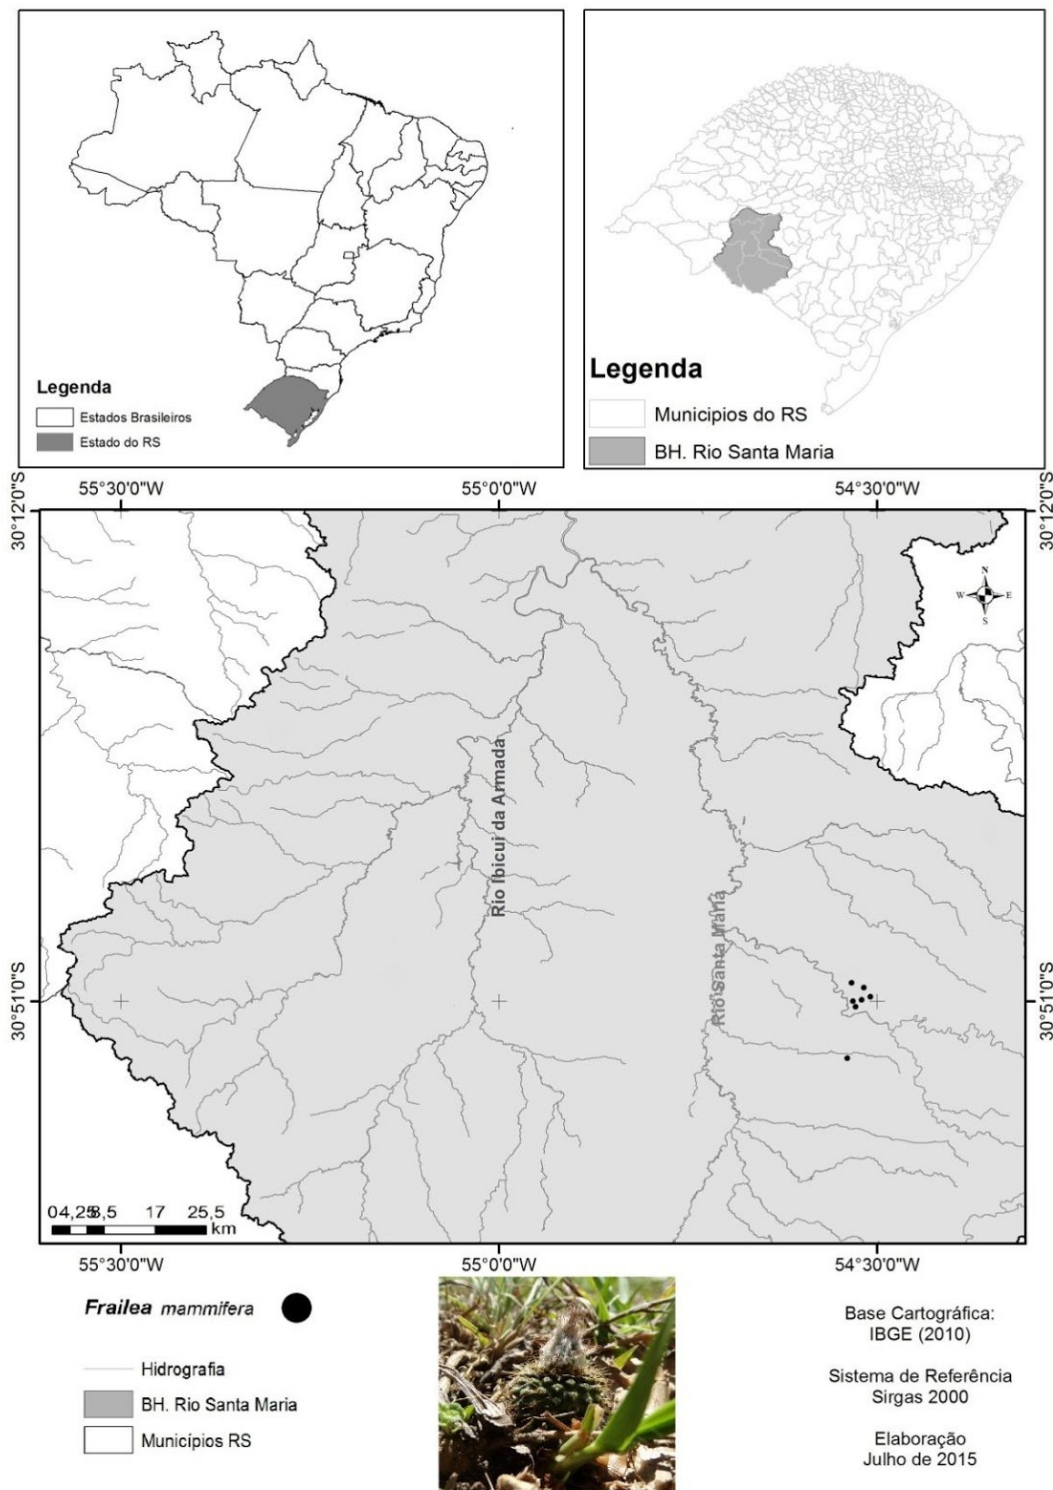 Legenda
Estados Brasileiros
Estado do RS
Legenda
Municipios do RS
BH. Rio Santa Maria
55°30'0"W
55°0'0"W
54°30'0"W
30°12'0"S
30°12'0"S
N
W
E
S
Rio Ibicuí da Armada
Rio Santa Maria
30°51'0"S
30°51'0"S
04,258,5 17 25,5
km
55°30'0"W
55°0'0"W
54°30'0"W
Frailea mammifera
Hidrografia
BH. Rio Santa Maria
Municípios RS
Base Cartográfica:
IBGE (2010)
Sistema de Referência
Sirgas 2000
Elaboração
Julho de 2015